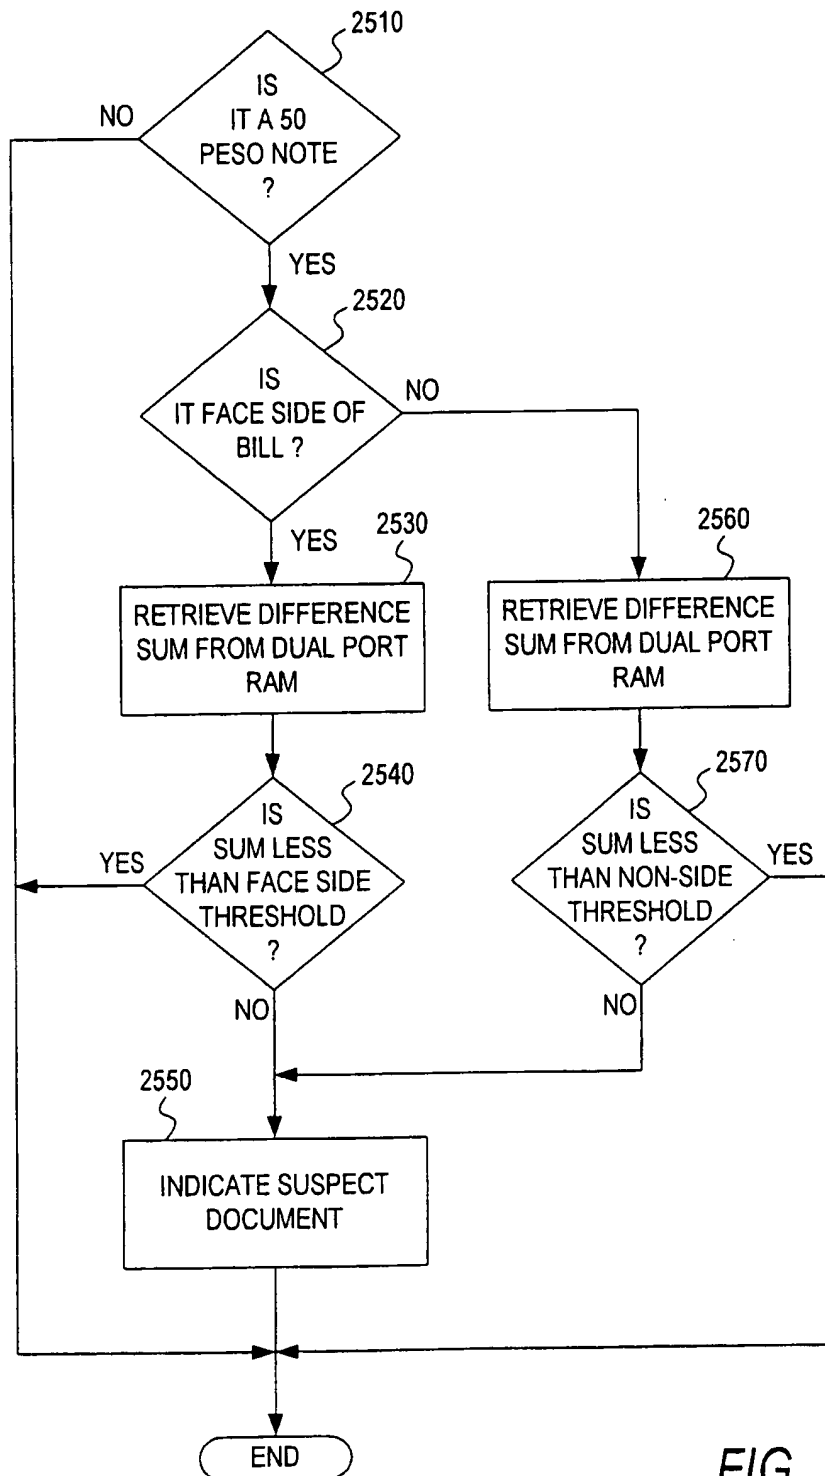 2510
IS
IT A 50
PESO NOTE
?
NO
YES
2520
IS
IT FACE SIDE OF
BILL ?
NO
YES
2530
RETRIEVE DIFFERENCE
SUM FROM DUAL PORT
RAM
2560
RETRIEVE DIFFERENCE
SUM FROM DUAL PORT
RAM
2540
IS
SUM LESS
THAN FACE SIDE
THRESHOLD
?
YES
NO
2570
IS
SUM LESS
THAN NON-SIDE
THRESHOLD
?
YES
NO
2550
INDICATE SUSPECT
DOCUMENT
END
FIG